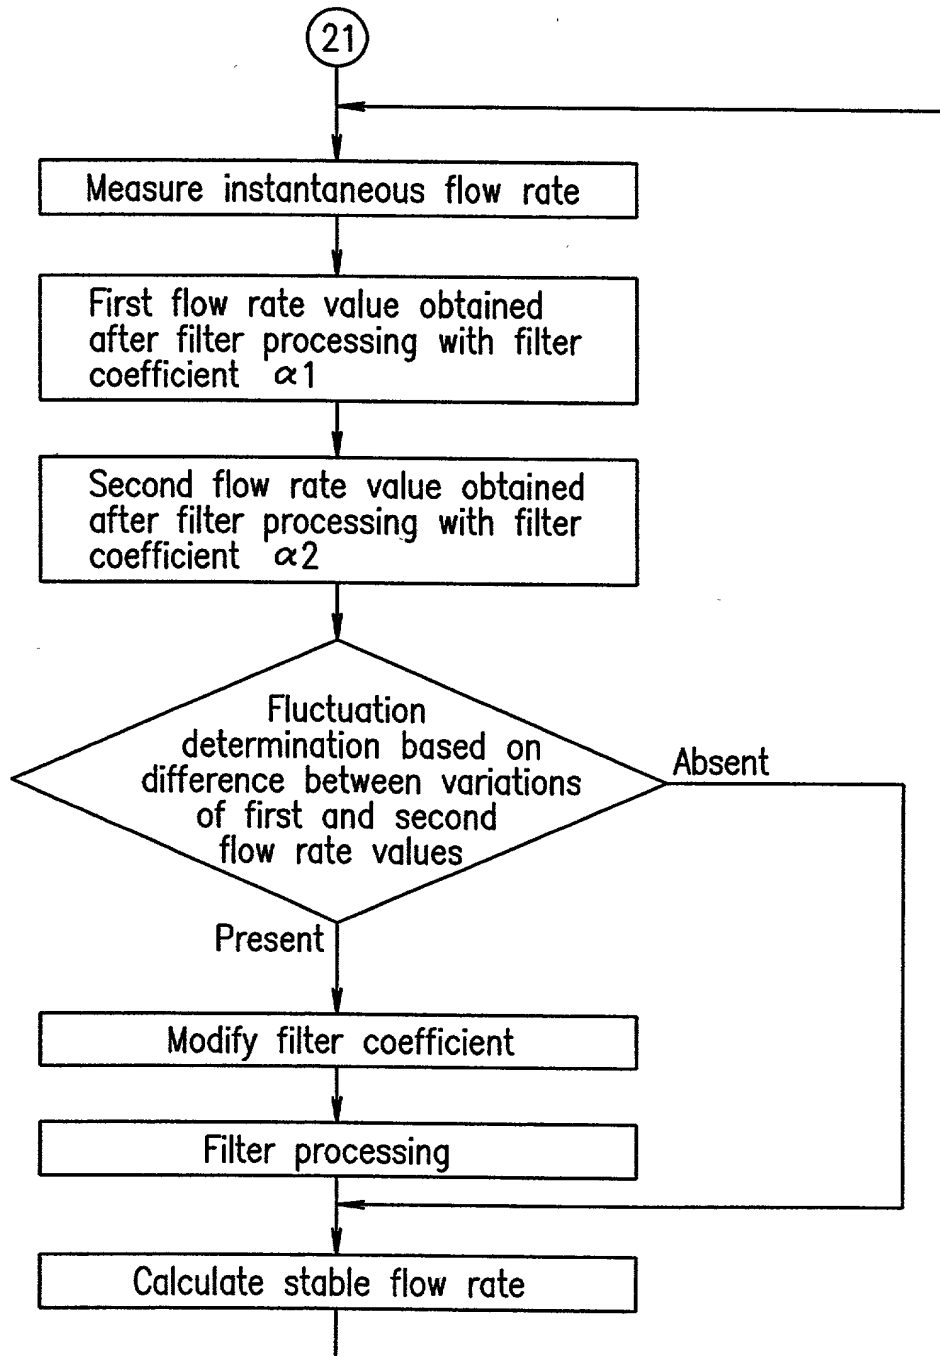 21
Measure instantaneous flow rate
First flow rate value obtained
after filter processing with filter
coefficient α1
Second flow rate value obtained
after filter processing with filter
coefficient α2
Fluctuation
determination based on
difference between variations
of first and second
flow rate values
Absent
Present
Modify filter coefficient
Filter processing
Calculate stable flow rate